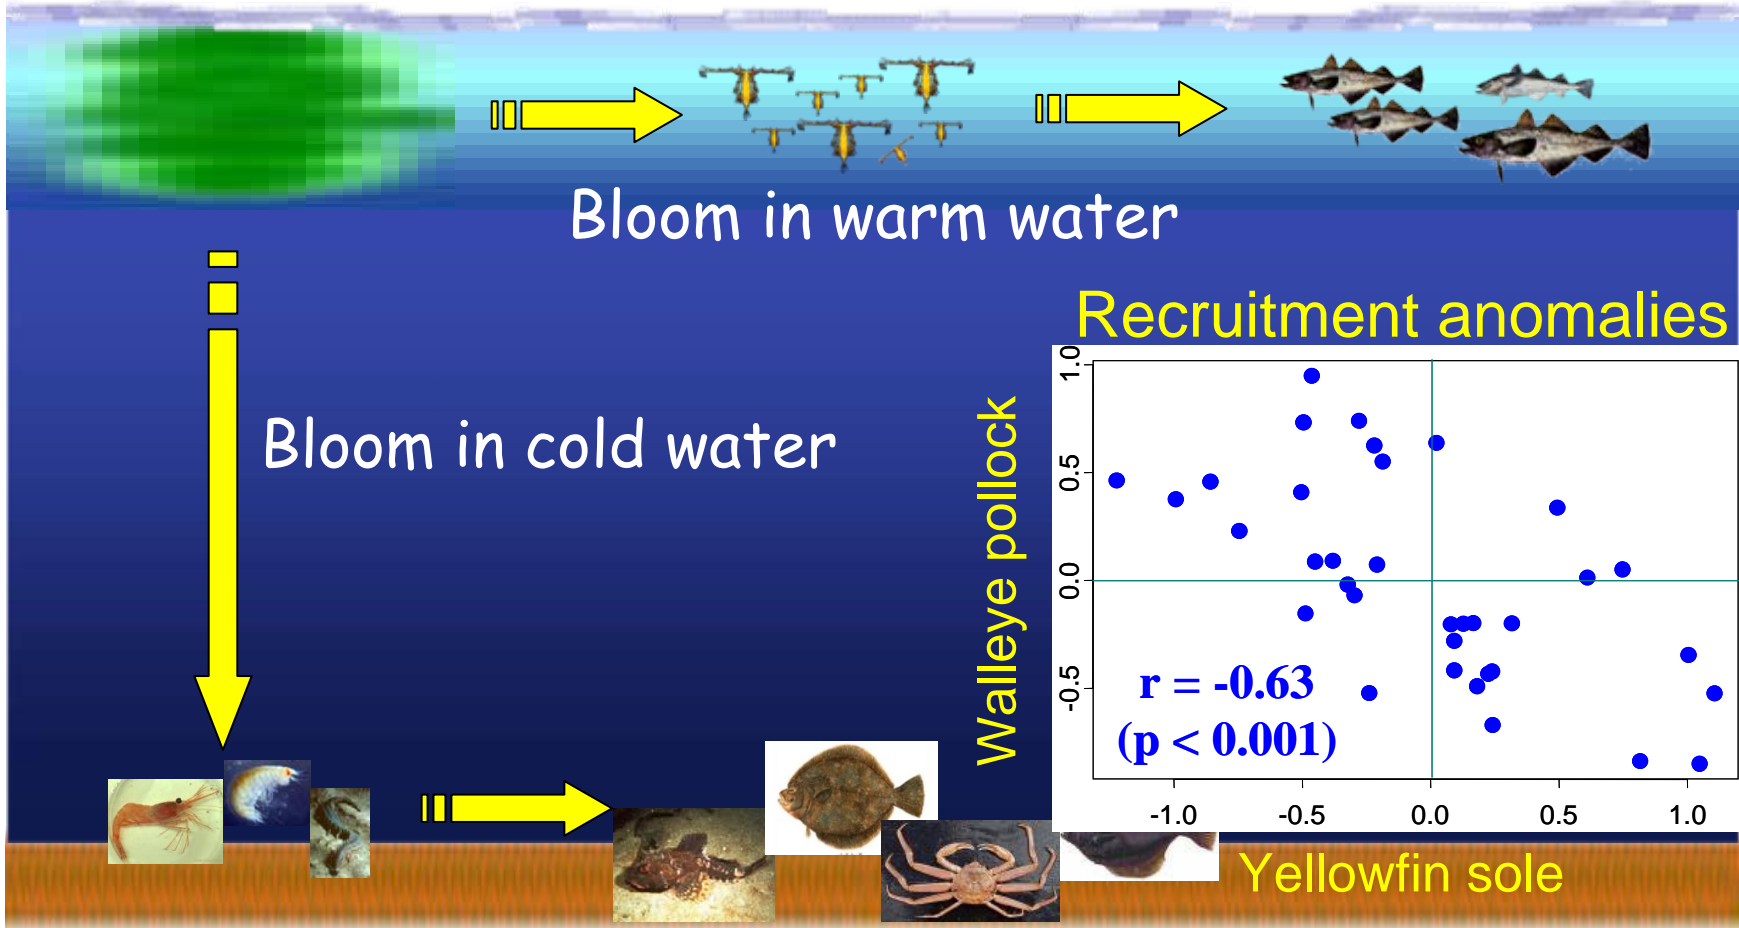 Bloom in warm water
Bloom in cold water
Recruitment anomalies
Walleye pollock
1.0
0.5
0.0
-0.5
r = -0.63
(p < 0.001)
-1.0 -0.5 0.0 0.5 1.0
Yellowfin sole